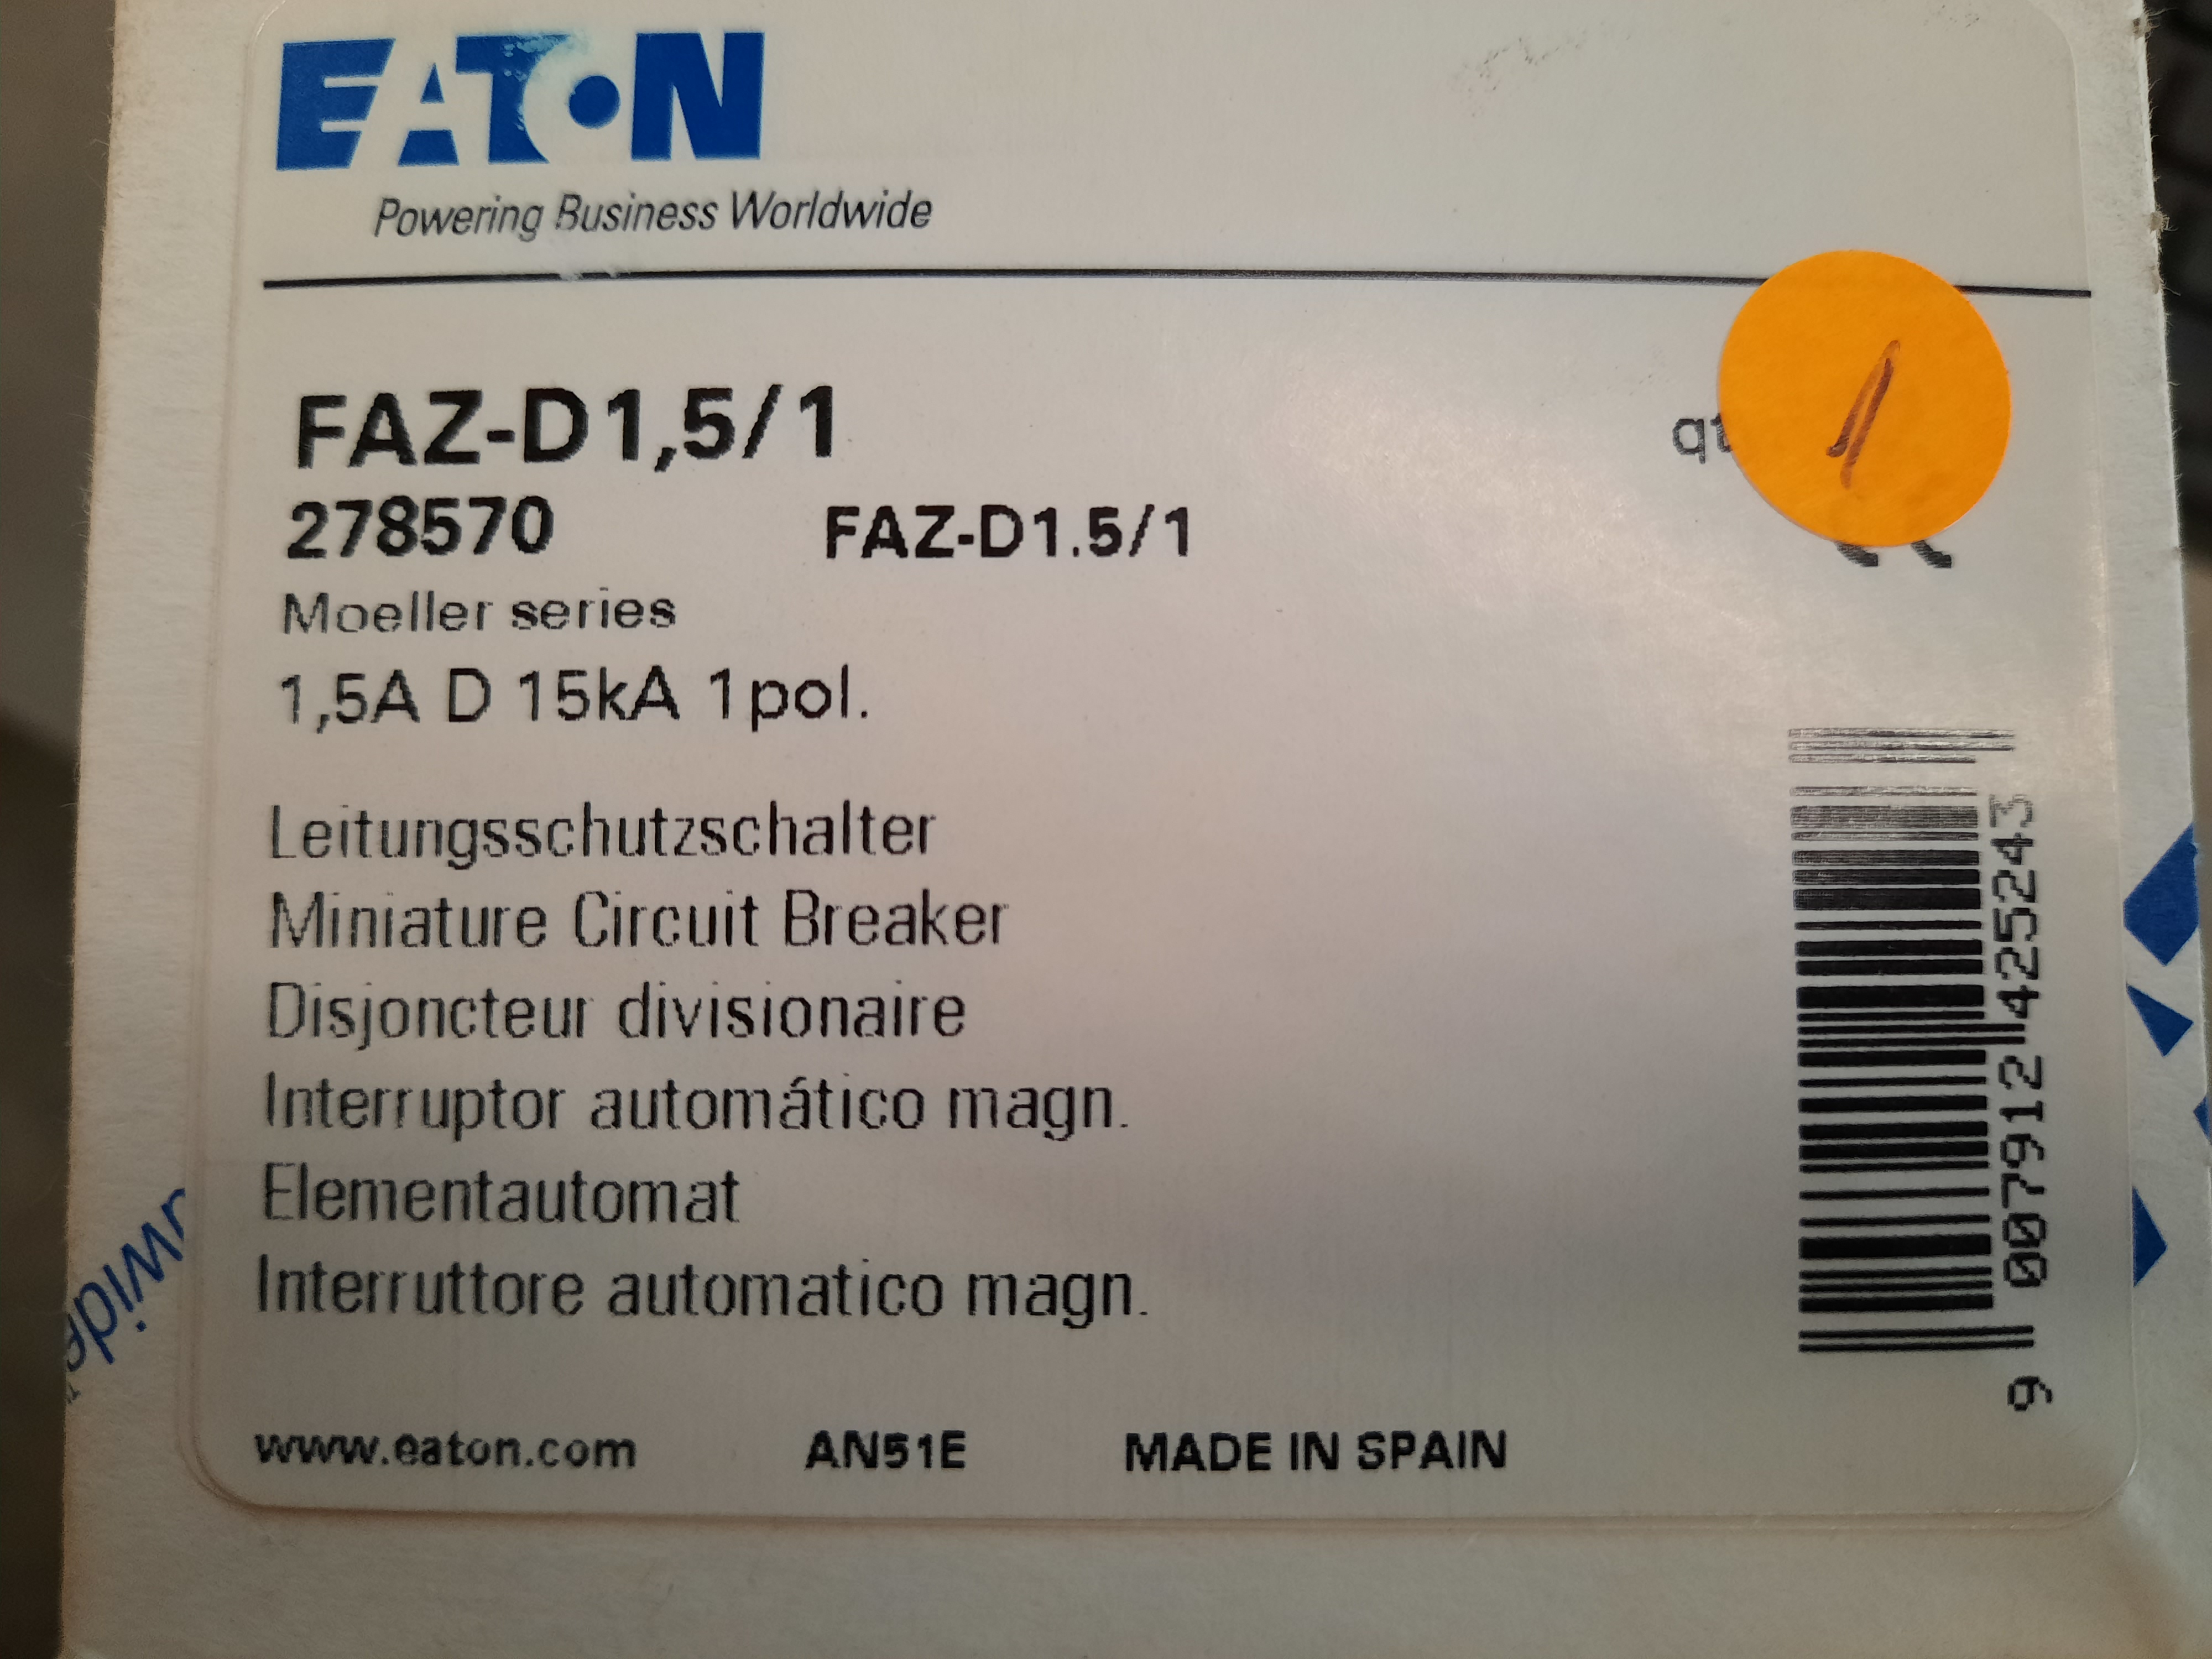 EATON
Powering Business Worldwide
FAZ-D1,5/1
qt
1
278570 FAZ-D1.5/1
Moeller series
1,5A D 15kA 1pol.
Leitungsschutzschalter
Miniature Circuit Breaker
Disjoncteur divisionaire
Interruptor automático magn.
Elementautomat
Interruttore automatico magn.
9 007912 425243
www.eaton.com AN51E MADE IN SPAIN